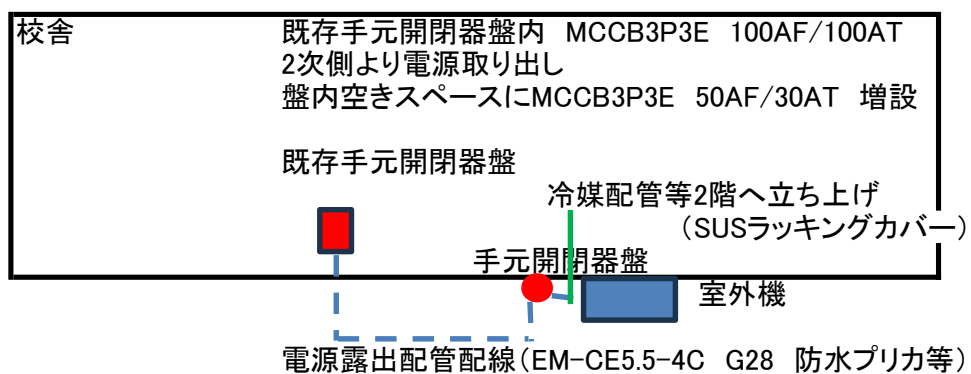 校舎
既存手元開閉器盤内 MCCB3P3E 100AF/100AT
2次側より電源取り出し
盤内空きスペースにMCCB3P3E 50AF/30AT 増設
既存手元開閉器盤
冷媒配管等2階へ立ち上げ
(SUSラッキングカバー)
手元開閉器盤
室外機
電源露出配管配線(EM-CE5.5-4C G28 防水プリカ等)